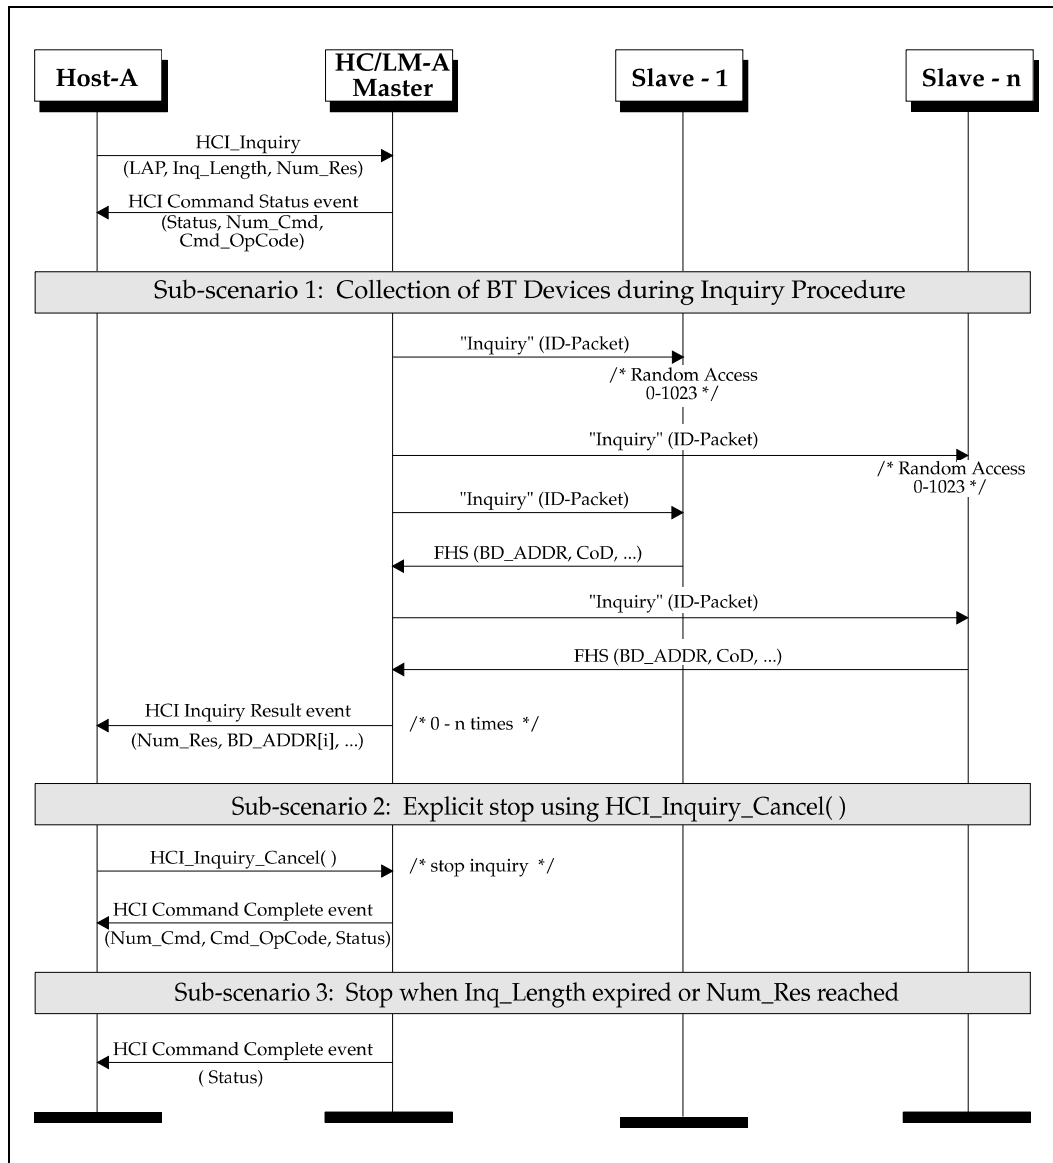 Host-A
HC/LM-A
Master
Slave - 1
Slave - n
HCI_Inquiry
(LAP, Inq_Length, Num_Res)
HCI Command Status event
(Status, Num_Cmd,
Cmd_OpCode)
Sub-scenario 1: Collection of BT Devices during Inquiry Procedure
"Inquiry" (ID-Packet)
/* Random Access
0-1023 */
"Inquiry" (ID-Packet)
/* Random Access
0-1023 */
"Inquiry" (ID-Packet)
FHS (BD_ADDR, CoD, ...)
"Inquiry" (ID-Packet)
FHS (BD_ADDR, CoD, ...)
HCI Inquiry Result event
/* 0 - n times */
(Num_Res, BD_ADDR[i], ...)
Sub-scenario 2: Explicit stop using HCI_Inquiry_Cancel( )
HCI_Inquiry_Cancel( )
/* stop inquiry */
HCI Command Complete event
(Num_Cmd, Cmd_OpCode, Status)
Sub-scenario 3: Stop when Inq_Length expired or Num_Res reached
HCI Command Complete event
( Status)